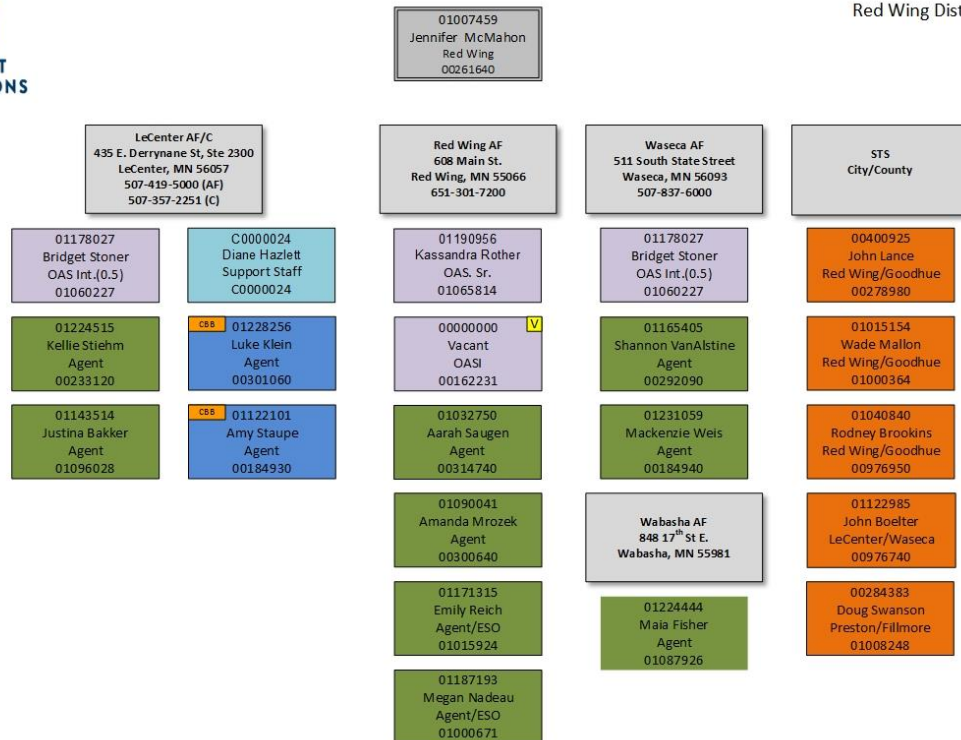 Red Wing Dist
T
ONS
01007459
Jennifer McMahon
Red Wing
00261640
LeCenter AF/C
435 E. Derrynane St, Ste 2300
LeCenter, MN 56057
507-419-5000 (AF)
507-357-2251 (C)
Red Wing AF
608 Main St.
Red Wing, MN 55066
651-301-7200
Waseca AF
511 South State Street
Waseca, MN 56093
507-837-6000
STS
City/County
01178027
Bridget Stoner
OAS Int.(0.5)
01060227
C0000024
Diane Hazlett
Support Staff
C0000024
01190956
Kassandra Rother
OAS. Sr.
01065814
01178027
Bridget Stoner
OAS Int.(0.5)
01060227
00400925
John Lance
Red Wing/Goodhue
00278980
01224515
Kellie Stiehm
Agent
00233120
CBB
01228256
Luke Klein
Agent
00301060
00000000
V
Vacant
OASI
00162231
01165405
Shannon VanAlstine
Agent
00292090
01015154
Wade Mallon
Red Wing/Goodhue
01000364
01143514
Justina Bakker
Agent
01096028
CBB
01122101
Amy Staupe
Agent
00184930
01032750
Aarah Saugen
Agent
00314740
01231059
Mackenzie Weis
Agent
00184940
01040840
Rodney Brookins
Red Wing/Goodhue
00976950
01090041
Amanda Mrozek
Agent
00300640
Wabasha AF
848 17th St E.
Wabasha, MN 55981
01122985
John Boelter
LeCenter/Waseca
00976740
01171315
Emily Reich
Agent/ESO
01015924
01224444
Maia Fisher
Agent
01087926
00284383
Doug Swanson
Preston/Fillmore
01008248
01187193
Megan Nadeau
Agent/ESO
01000671